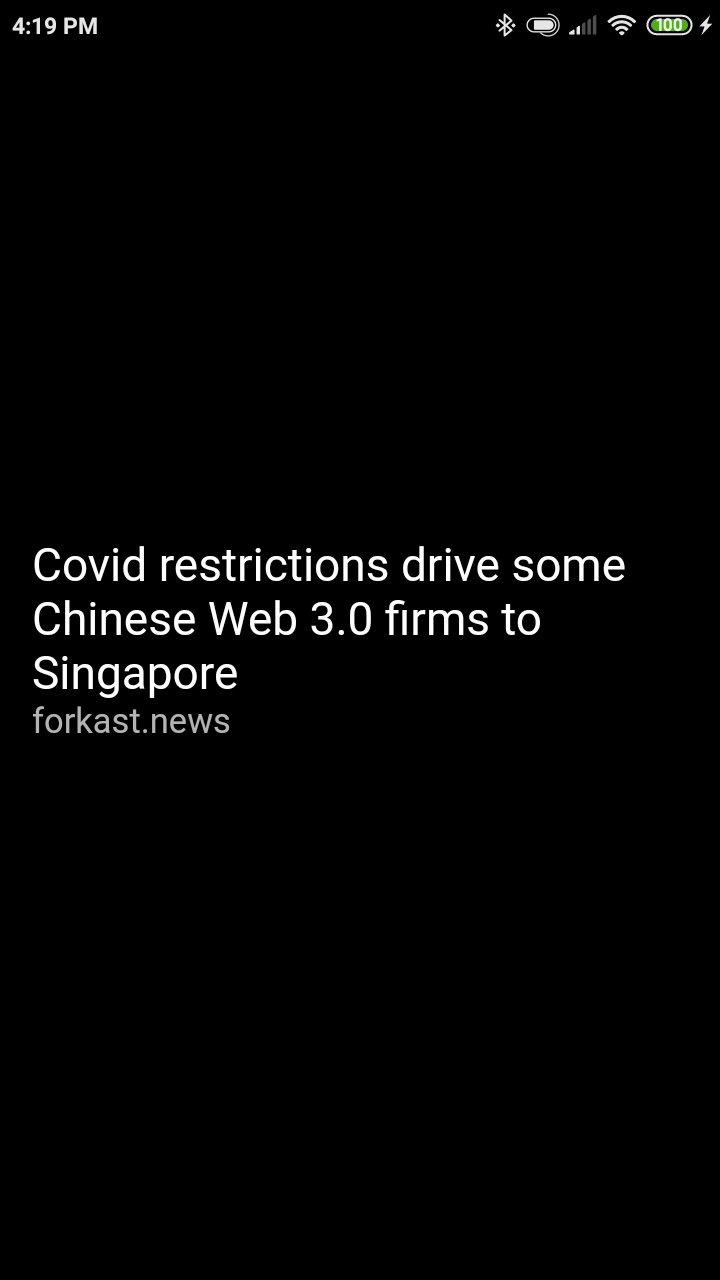 4:19 PM 100
Covid restrictions drive some
Chinese Web 3.0 firms to
Singapore
forkast.news